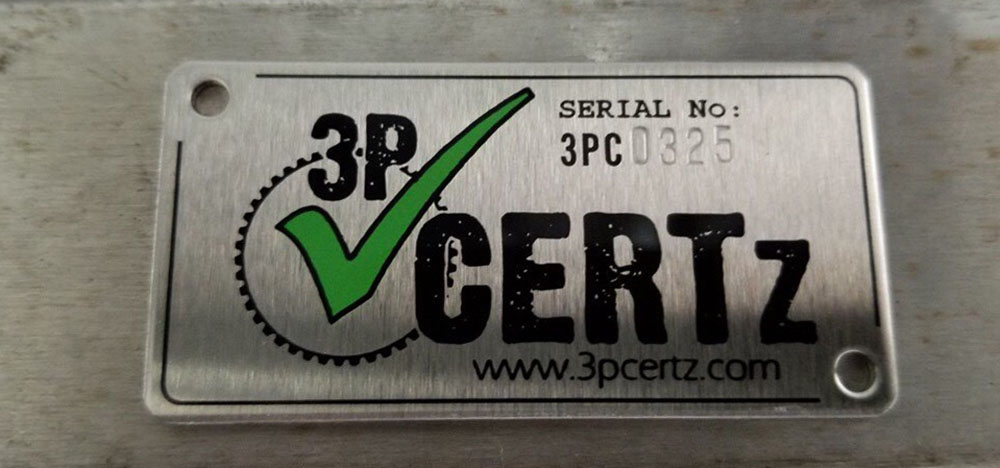 3P
CERTz
SERIAL No:
3PC0325
www.3pcertz.com